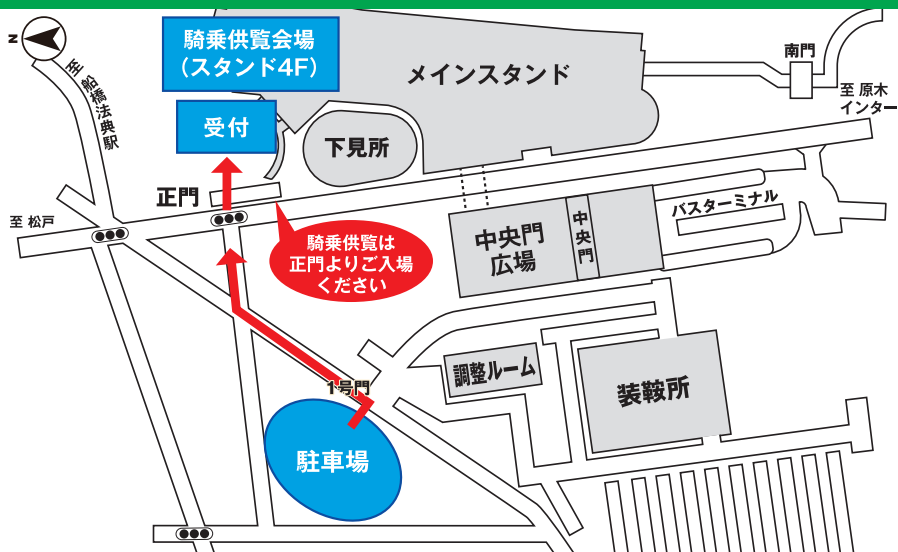 N
至 船橋法典駅
騎乗供覧会場
（スタンド4F）
メインスタンド
南門
至 原木
インター
受付
下見所
正門
至 松戸
騎乗供覧は
正門よりご入場
ください
中央門
広場
中央門
バスターミナル
調整ルーム
装鞍所
1号門
駐車場